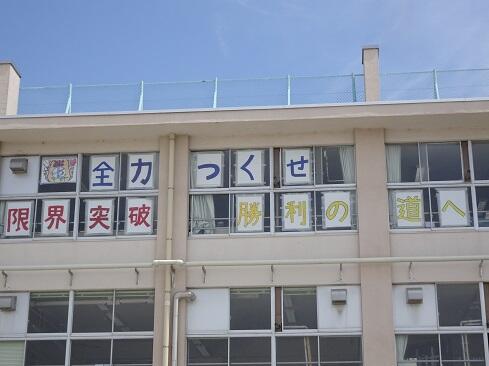 全力つくせ
限界突破 勝利の道へ